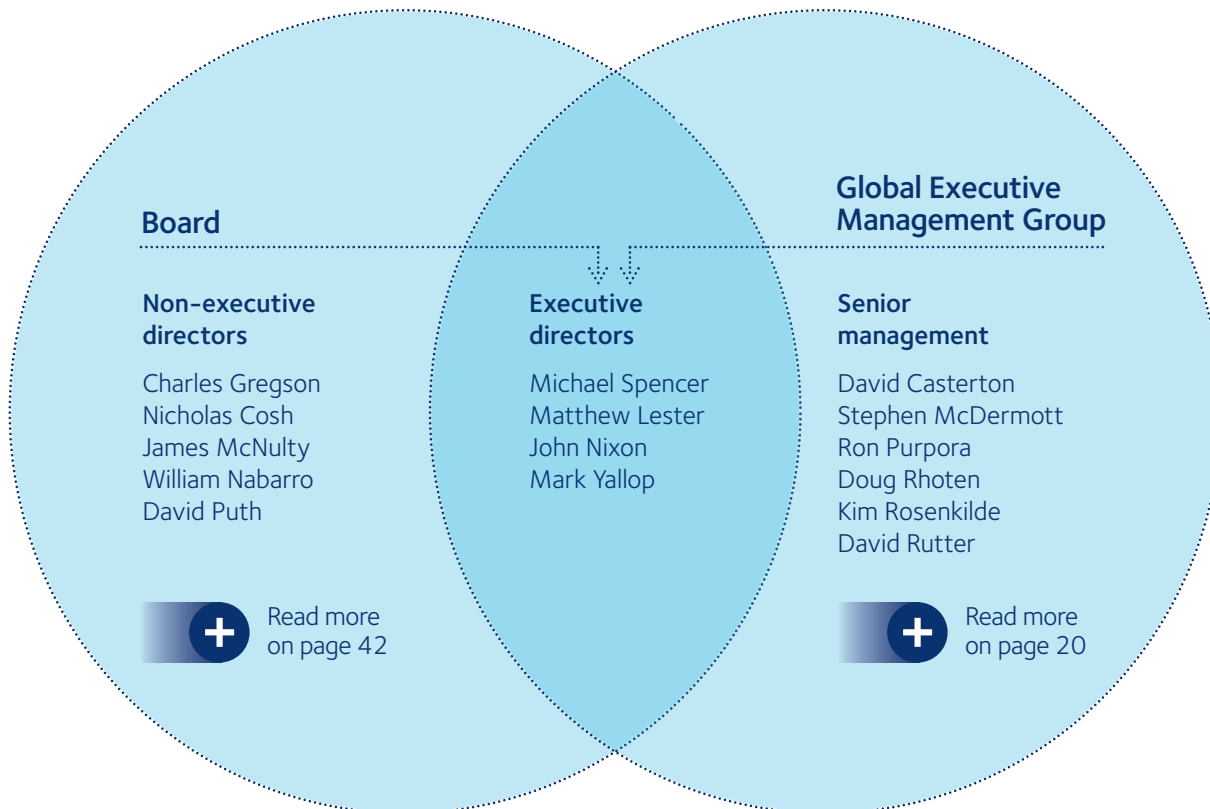 Board
Global Executive
Management Group
Non-executive
directors
Charles Gregson
Nicholas Cosh
James McNulty
William Nabarro
David Puth
Read more
on page 42
Executive
directors
Michael Spencer
Matthew Lester
John Nixon
Mark Yallop
Senior
management
David Casterton
Stephen McDermott
Ron Purpora
Doug Rhoten
Kim Rosenkilde
David Rutter
Read more
on page 20